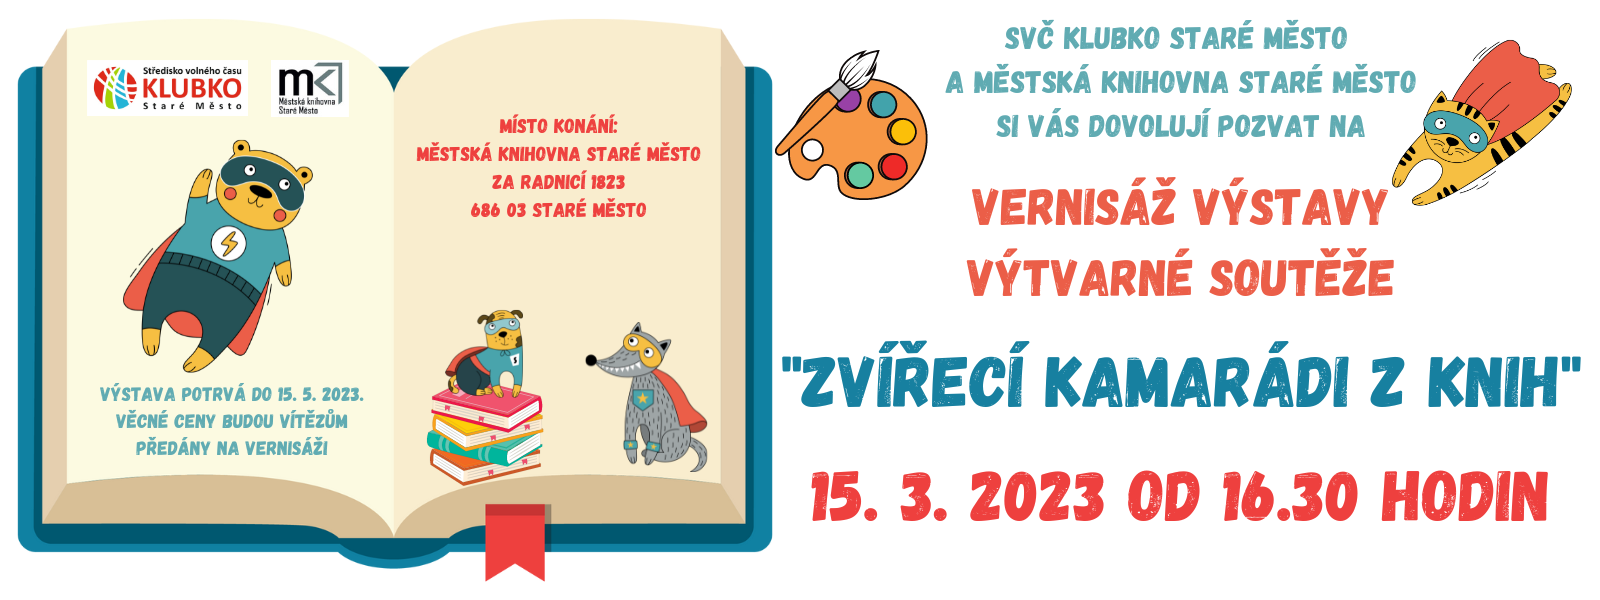 Středisko volného času
KLUBKO
Staré Město
mk
Městská knihovna
Staré Město
VÝSTAVA POTRVÁ DO 15. 5. 2023.
VĚCNÉ CENY BUDOU VÍTĚZŮM
PŘEDÁNY NA VERNISÁŽI
MÍSTO KONÁNÍ:
MĚSTSKÁ KNIHOVNA STARÉ MĚSTO
ZA RADNICÍ 1823
686 03 STARÉ MĚSTO
S
SVČ KLUBKO STARÉ MĚSTO
A MĚSTSKÁ KNIHOVNA STARÉ MĚSTO
SI VÁS DOVOLUJÍ POZVAT NA
VERNISÁŽ VÝSTAVY
VÝTVARNÉ SOUTĚŽE
"ZVÍŘECÍ KAMARÁDI Z KNIH"
15. 3. 2023 OD 16.30 HODIN